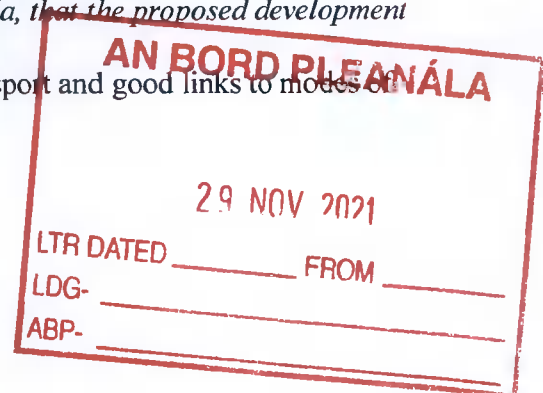 a, that the proposed development
sport and good links to modes of
AN BORD PLEANÁLA
29 NOV 2021
LTR DATED FROM
LDG-
ABP-